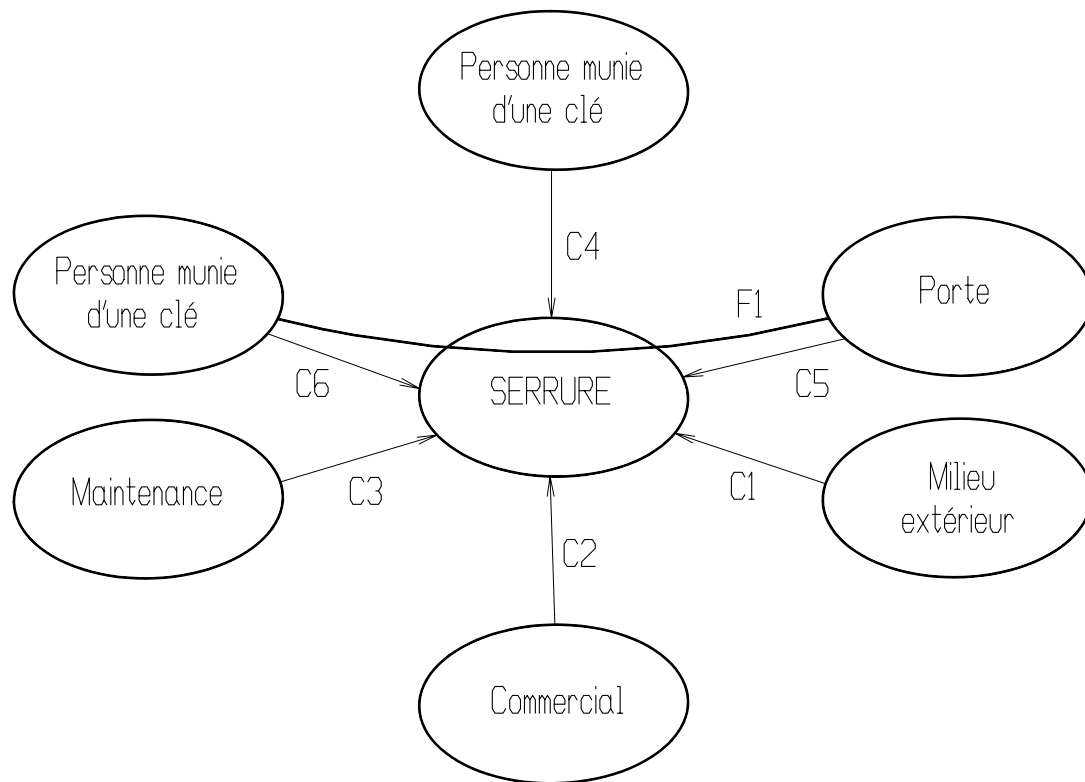 Personne munie
d'une clé
C4
Personne munie
d'une clé
F1
Porte
C6
SERRURE
C5
Maintenance
C3
C1
Milieu
extérieur
C2
Commercial